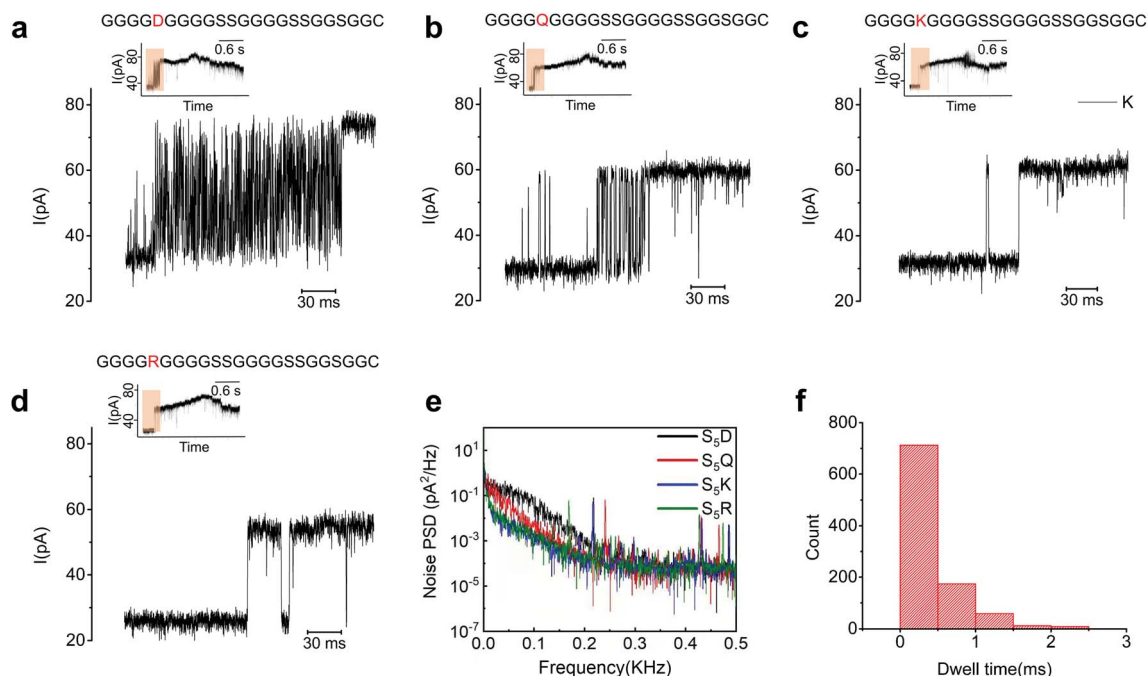 a
GGGGDGGGGSSGGGGSSGGSGGC
I(pA)
80
40
0.6 s
Time
I(pA)
80
60
40
20
30 ms
b
GGGGQGGGGSSGGGGSSGGSGGC
I(pA)
80
40
0.6 s
Time
I(pA)
80
60
40
20
30 ms
c
GGGGKGGGGSSGGGGSSGGSGGC
I(pA)
80
40
0.6 s
Time
K
I(pA)
80
60
40
20
30 ms
d
GGGGRGGGGSSGGGGSSGGSGGC
I(pA)
80
40
0.6 s
Time
I(pA)
80
60
40
20
30 ms
e
Noise PSD (pA²/Hz)
10¹
10⁻¹
10⁻³
10⁻⁵
10⁻⁷
S₅D
S₅Q
S₅K
S₅R
0.0 0.1 0.2 0.3 0.4 0.5
Frequency(KHz)
f
Count
800
600
400
200
0
0 1 2 3
Dwell time(ms)